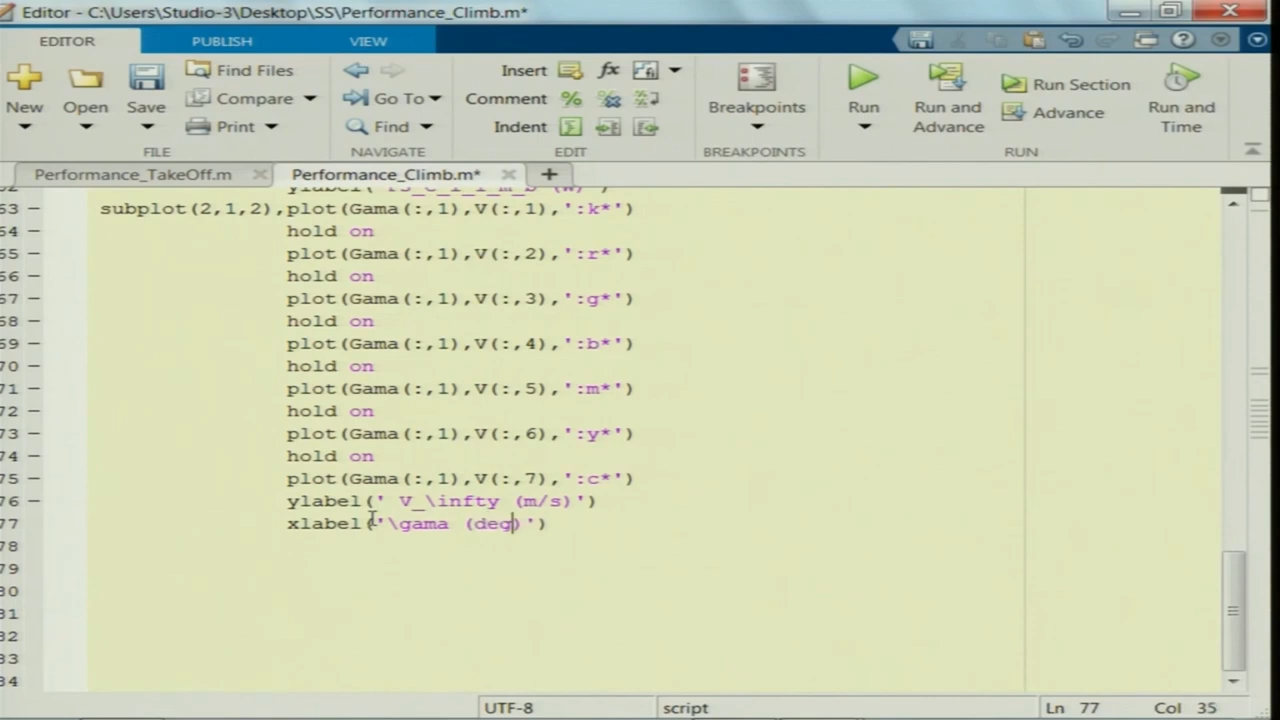 Editor - C:\Users\Studio-3\Desktop\SS\Performance_Climb.m*
EDITOR PUBLISH VIEW
New Open Save Find Files Compare Print FILE
Go To Find NAVIGATE
Insert fx Comment Indent EDIT
Breakpoints BREAKPOINTS
Run Run and Advance Run Section Advance Run and Time RUN
Performance_TakeOff.m Performance_Climb.m*
53 subplot(2,1,2),plot(Gama(:,1),V(:,1),':k*')
54 hold on
55 plot(Gama(:,1),V(:,2),':r*')
56 hold on
57 plot(Gama(:,1),V(:,3),':g*')
58 hold on
59 plot(Gama(:,1),V(:,4),':b*')
70 hold on
71 plot(Gama(:,1),V(:,5),':m*')
72 hold on
73 plot(Gama(:,1),V(:,6),':y*')
74 hold on
75 plot(Gama(:,1),V(:,7),':c*')
76 ylabel(' V_\infty (m/s)')
77 xlabel('\gama (deg)')
78
79
30
31
32
33
34
UTF-8 script Ln 77 Col 35